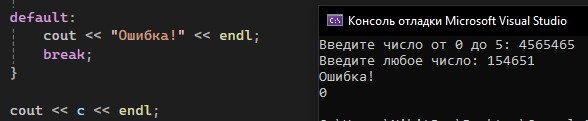 default:
cout << "Ошибка!" << endl;
break;
}
cout << c << endl;
Консоль отладки Microsoft Visual Studio
Введите число от 0 до 5: 4565465
Введите любое число: 154651
Ошибка!
0